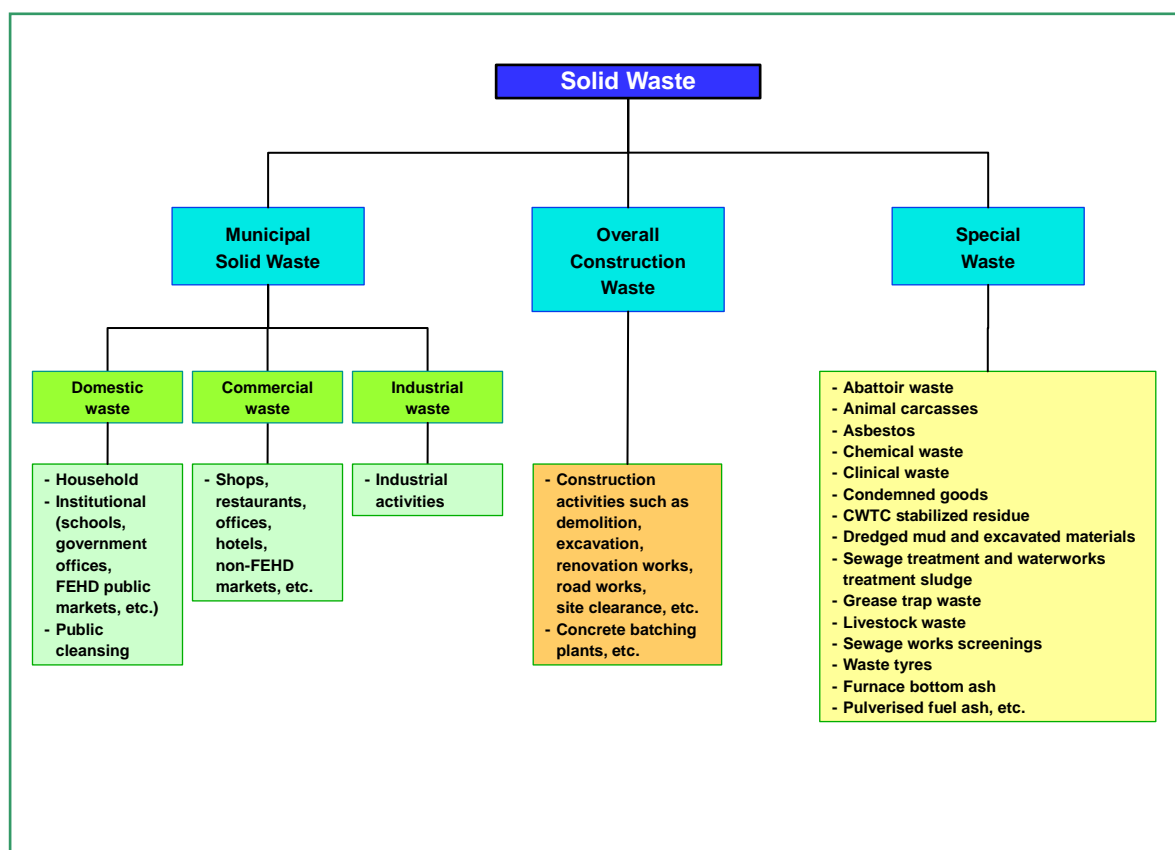 Solid Waste
Municipal
Solid Waste
Overall
Construction
Waste
Special
Waste
Domestic
waste
Commercial
waste
Industrial
waste
- Household
- Institutional
(schools,
government
offices,
FEHD public
markets, etc.)
- Public
cleansing
- Shops,
restaurants,
offices,
hotels,
non-FEHD
markets, etc.
- Industrial
activities
- Construction
activities such as
demolition,
excavation,
renovation works,
road works,
site clearance, etc.
- Concrete batching
plants, etc.
- Abattoir waste
- Animal carcasses
- Asbestos
- Chemical waste
- Clinical waste
- Condemned goods
- CWTC stabilized residue
- Dredged mud and excavated materials
- Sewage treatment and waterworks
treatment sludge
- Grease trap waste
- Livestock waste
- Sewage works screenings
- Waste tyres
- Furnace bottom ash
- Pulverised fuel ash, etc.